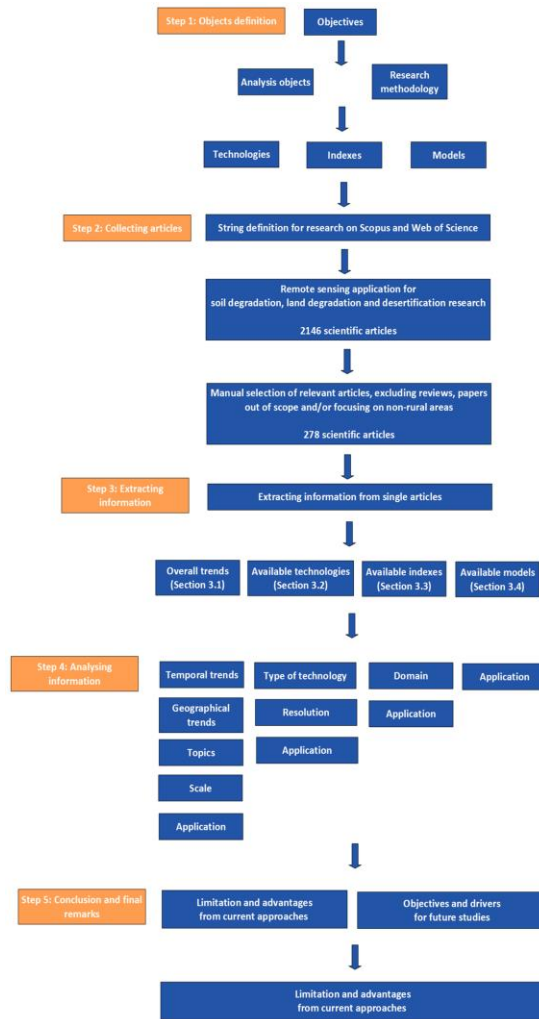 Step 1: Objects definition
Objectives
Analysis objects
Research
methodology
Technologies
Indexes
Models
Step 2: Collecting articles
String definition for research on Scopus and Web of Science
Remote sensing application for
soil degradation, land degradation and desertification research
2146 scientific articles
Manual selection of relevant articles, excluding reviews, papers
out of scope and/or focusing on non-rural areas
278 scientific articles
Step 3: Extracting
information
Extracting information from single articles
Overall trends
(Section 3.1)
Available technologies
(Section 3.2)
Available indexes
(Section 3.3)
Available models
(Section 3.4)
Step 4: Analysing
information
Temporal trends
Type of technology
Domain
Application
Geographical
trends
Resolution
Application
Topics
Application
Scale
Application
Step 5: Conclusion and final
remarks
Limitation and advantages
from current approaches
Objectives and drivers
for future studies
Limitation and advantages
from current approaches